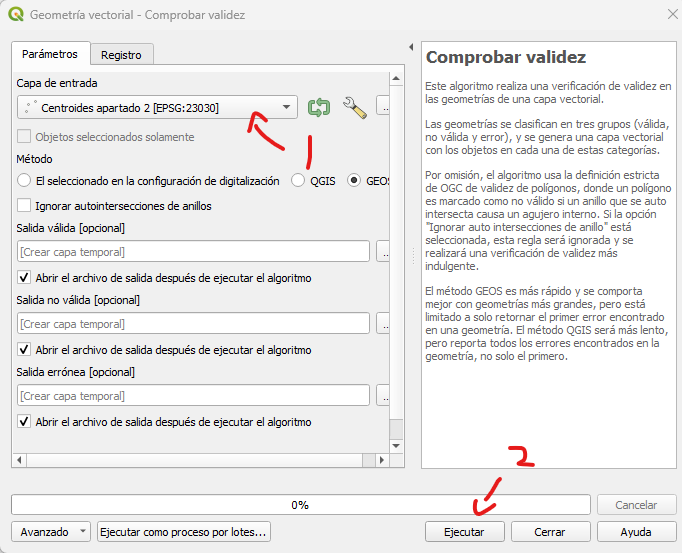 Geometría vectorial - Comprobar validez
Parámetros
Registro
Capa de entrada
Centroides apartado 2 [EPSG:23030]
...
Objetos seleccionados solamente
1
Método
El seleccionado en la configuración de digitalización
QGIS
GEOS
Ignorar autointersecciones de anillos
Salida válida [opcional]
[Crear capa temporal]
...
Abrir el archivo de salida después de ejecutar el algoritmo
Salida no válida [opcional]
[Crear capa temporal]
...
Abrir el archivo de salida después de ejecutar el algoritmo
Salida errónea [opcional]
[Crear capa temporal]
...
Abrir el archivo de salida después de ejecutar el algoritmo
Comprobar validez
Este algoritmo realiza una verificación de validez en
las geometrías de una capa vectorial.
Las geometrías se clasifican en tres grupos (válida,
no válida y error), y se genera una capa vectorial
con los objetos en cada una de estas categorías.
Por omisión, el algoritmo usa la definición estricta
de OGC de validez de polígonos, donde un polígono
es marcado como no válido si un anillo que se auto
intersecta causa un agujero interno. Si la opción
"Ignorar auto intersecciones de anillo" está
seleccionada, esta regla será ignorada y se
realizará una verificación de validez más
indulgente.
El método GEOS es más rápido y se comporta
mejor con geometrías más grandes, pero está
limitado a solo retornar el primer error encontrado
en una geometría. El método QGIS será más lento,
pero reporta todos los errores encontrados en la
geometría, no solo el primero.
2
0%
Cancelar
Avanzado
Ejecutar como proceso por lotes...
Ejecutar
Cerrar
Ayuda